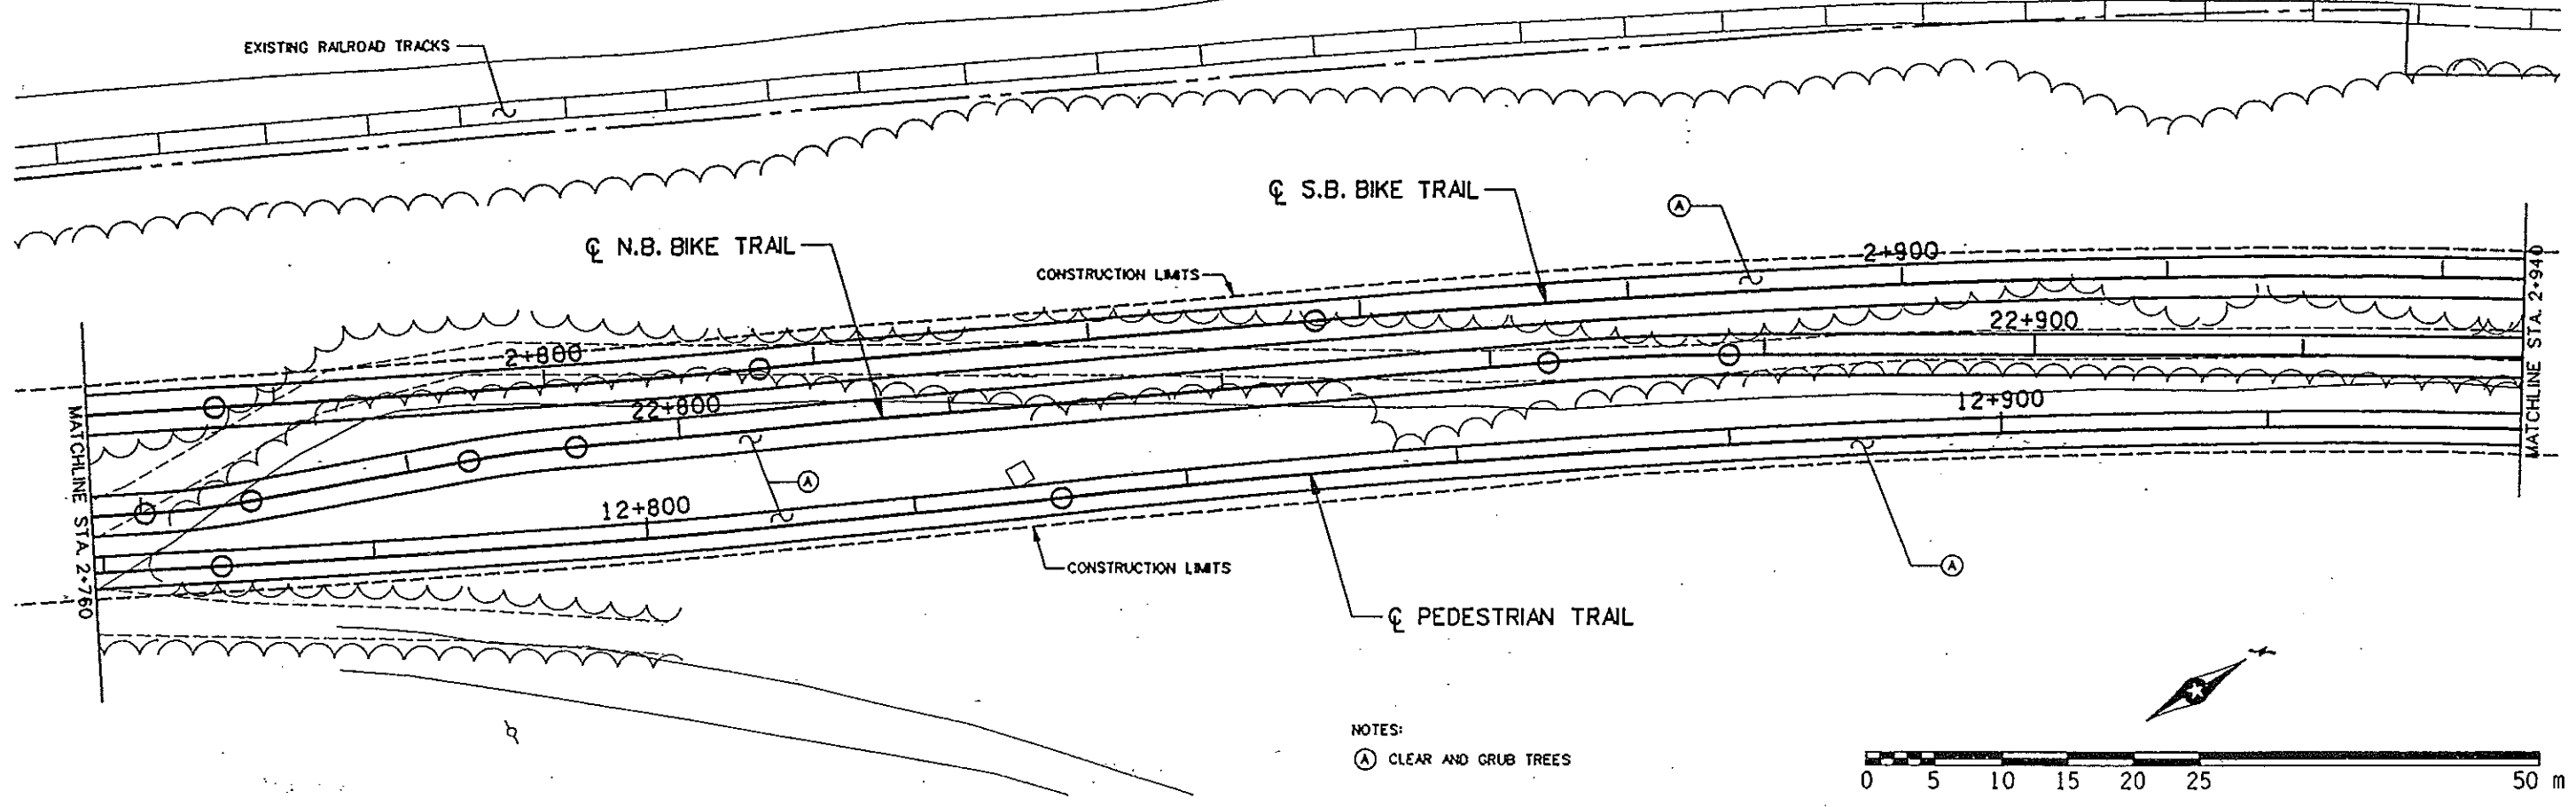 EXISTING RAILROAD TRACKS
℄ S.B. BIKE TRAIL
A
℄ N.B. BIKE TRAIL
2+900
CONSTRUCTION LIMITS
MATCHLINE STA. 2+940
22+900
2+800
12+900
22+800
MATCHLINE STA. 2+760
A
12+800
CONSTRUCTION LIMITS
A
℄ PEDESTRIAN TRAIL
NOTES:
A CLEAR AND GRUB TREES
0 5 10 15 20 25 50 m